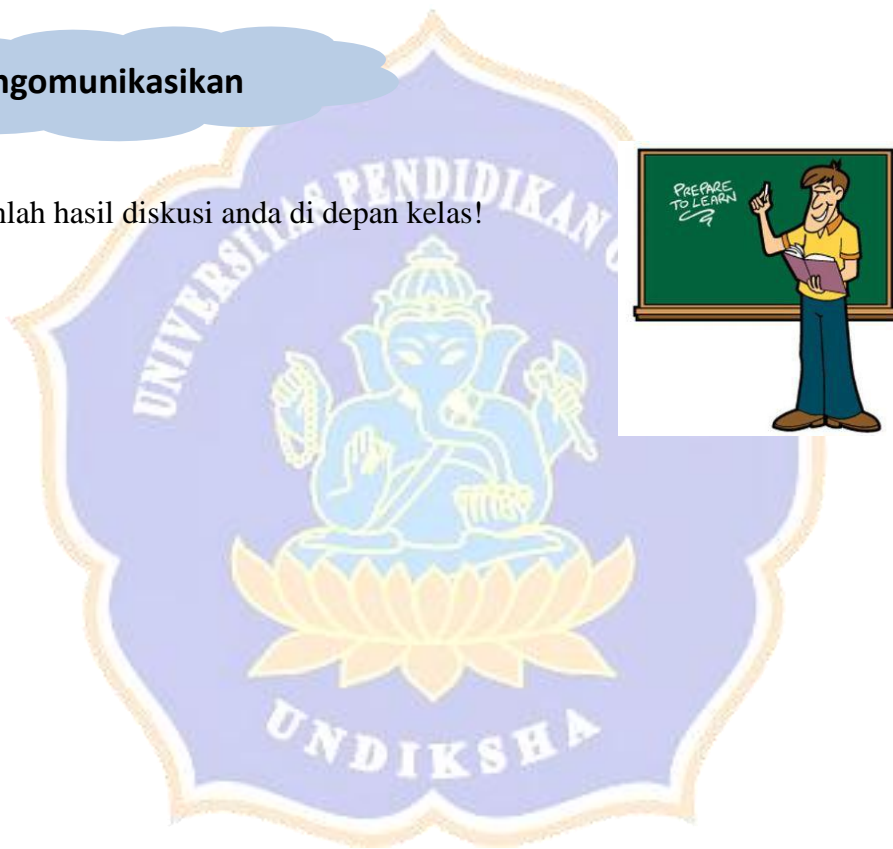 ngomunikasikan
nlah hasil diskusi anda di depan kelas!
PREPARE
TO LEARN
UNIVERSITAS PENDIDIKAN G
UNDIKSHA